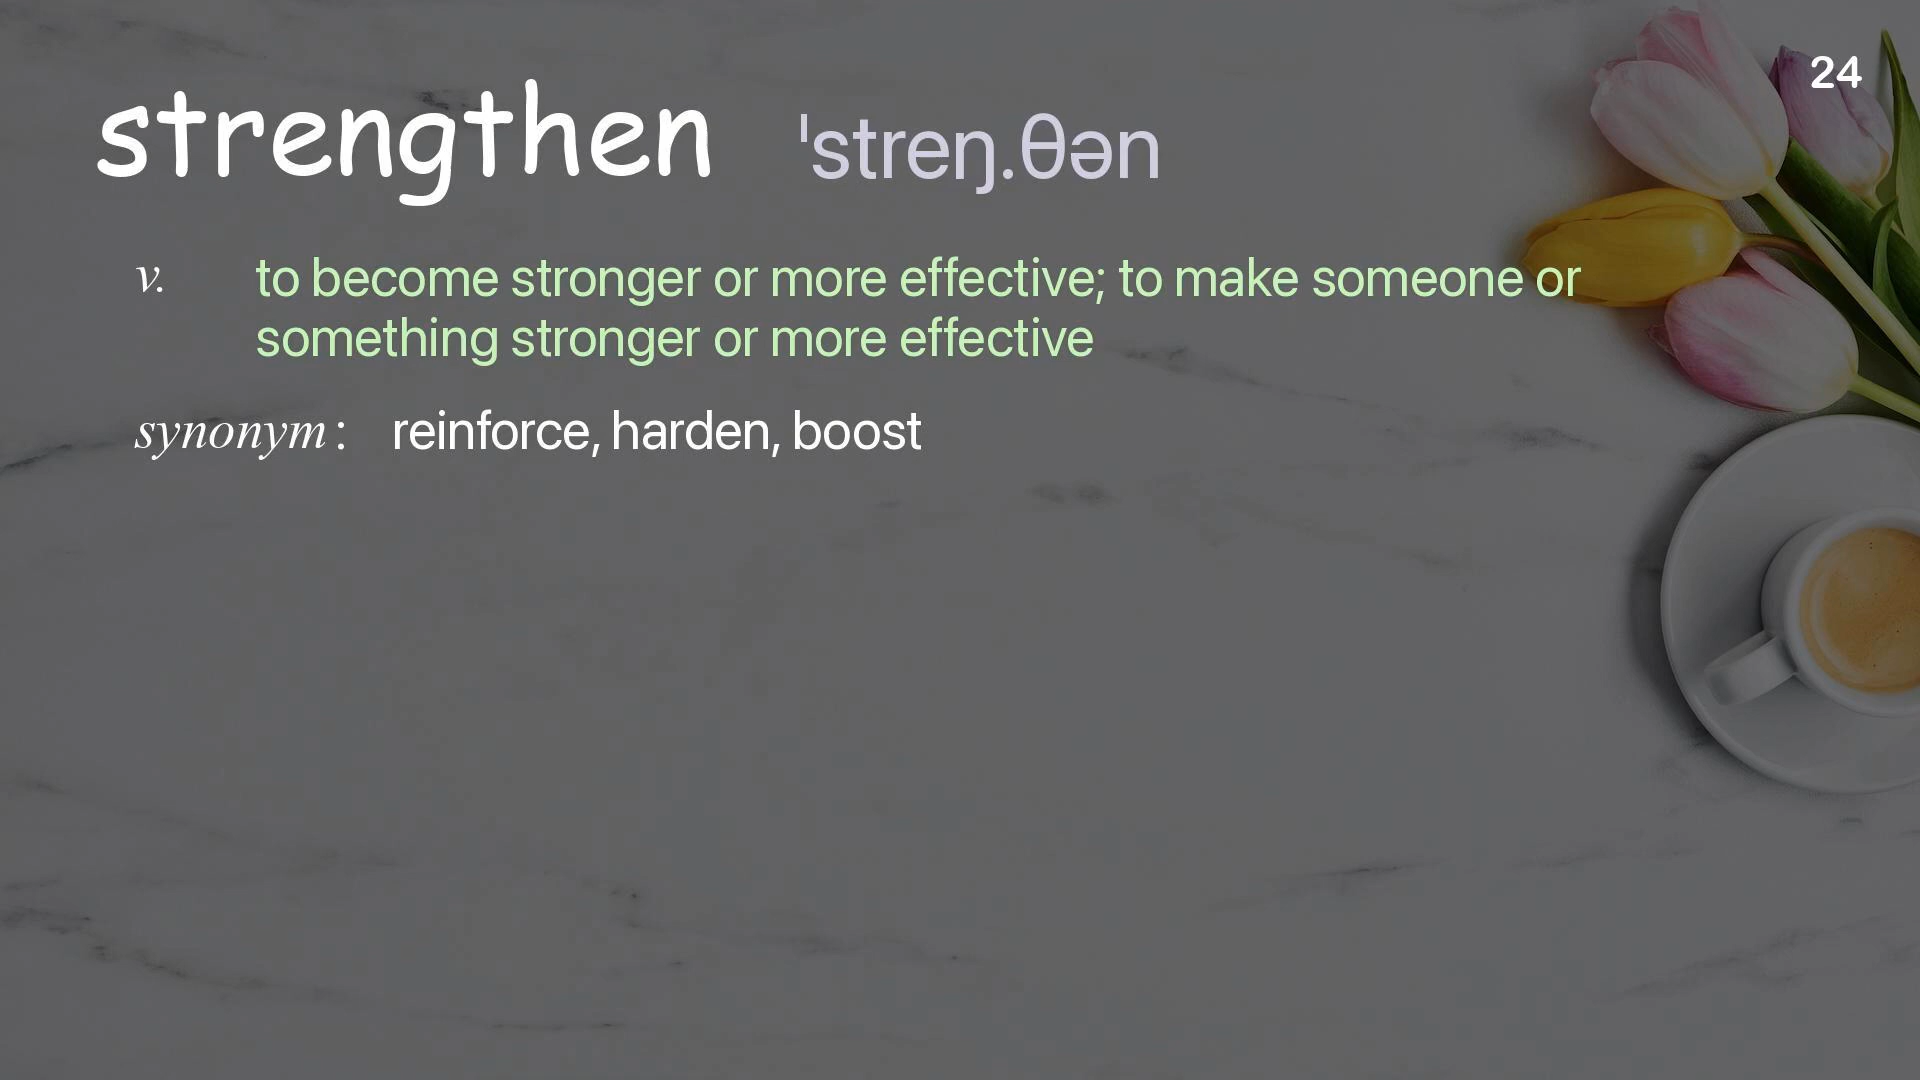 24
strengthen ˈstreŋ.θən
v. to become stronger or more effective; to make someone or
something stronger or more effective
synonym : reinforce, harden, boost